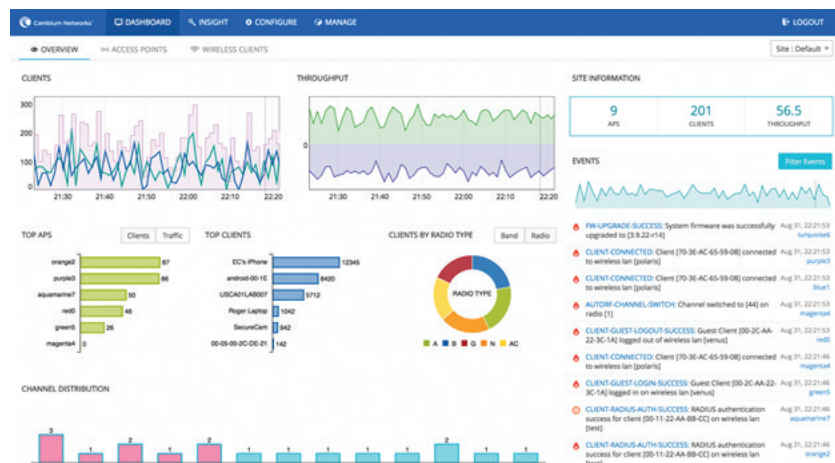 Cambium Networks™ DASHBOARD INSIGHT CONFIGURE MANAGE LOGOUT
OVERVIEW ACCESS POINTS WIRELESS CLIENTS Site : Default
CLIENTS
300
200
100
0
21:30 21:40 21:50 22:00 22:10 22:20
THROUGHPUT
0
21:30 21:40 21:50 22:00 22:10 22:20
SITE INFORMATION
9 201 56.5
APS CLIENTS THROUGHPUT
EVENTS Filter Events
FW-UPGRADE-SUCCESS: System firmware was successfully Aug 31, 22:21:53
upgraded to [3.9.22-r14] turquoise6
CLIENT-CONNECTED: Client [70-3E-AC-65-59-08] connected Aug 31, 22:21:53
to wireless lan [polaris] purple3
CLIENT-CONNECTED: Client [70-3E-AC-65-59-08] connected Aug 31, 22:21:53
to wireless lan [polaris] blue1
AUTORF-CHANNEL-SWITCH: Channel switched to [44] on Aug 31, 22:21:53
radio [1] magenta4
CLIENT-GUEST-LOGOUT-SUCCESS: Guest Client [00-2C-AA- Aug 31, 22:21:53
22-3C-1A] logged out of wireless lan [venus] red0
CLIENT-CONNECTED: Client [70-3E-AC-65-59-08] connected Aug 31, 22:21:46
to wireless lan [polaris] magenta4
CLIENT-GUEST-LOGIN-SUCCESS: Guest Client [00-2C-AA-22- Aug 31, 22:21:46
3C-1A] logged in on wireless lan [venus] green5
CLIENT-RADIUS-AUTH-SUCCESS: RADIUS authentication Aug 31, 22:21:46
success for client [00-11-22-AA-BB-CC] on wireless lan aquamarine7
[test]
CLIENT-RADIUS-AUTH-SUCCESS: RADIUS authentication Aug 31, 22:21:46
success for client [00-11-22-AA-BB-CC] on wireless lan orange2
TOP APS Clients Traffic
orange2 87
purple3 86
aquamarine7 50
red0 46
green5 26
magenta4 0
TOP CLIENTS
EC's iPhone 12345
android-00-1E 8420
USCA01LAB007 5712
Roger Laptop 1042
SecureCam 942
00-05-00-2C-DE-21 142
CLIENTS BY RADIO TYPE Band Radio
RADIO TYPE
A B G N AC
CHANNEL DISTRIBUTION
3 1 2 1 2 1 1 1 1 1 2 1 1